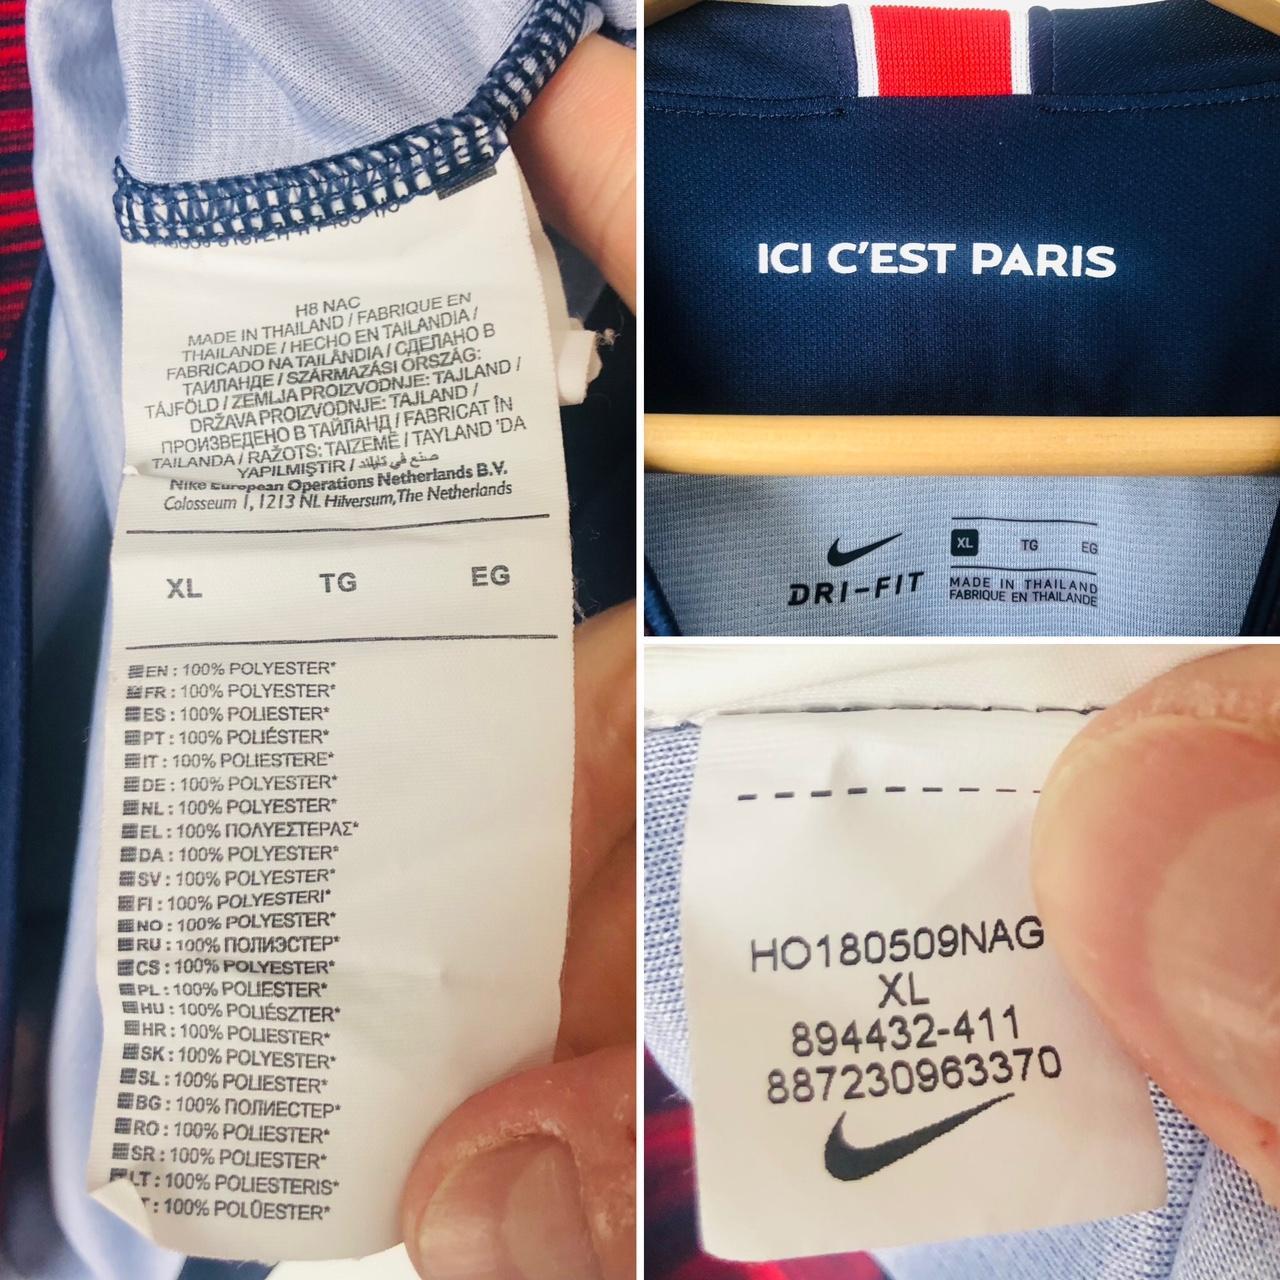 H8 NAC
MADE IN THAILAND / FABRIQUE EN
THAILANDE / HECHO EN TAILANDIA /
FABRICADO NA TAILÂNDIA / СДЕЛАНО В
ТАИЛАНДЕ / SZÁRMAZÁSI ORSZÁG:
TÁJFÖLD / ZEMLJA PROIZVODNJE: TAJLAND /
DRŽAVA PROIZVODNJE: TAJLAND /
ПРОИЗВЕДЕНО В ТАЙЛАНД / FABRICAT ÎN
TAILANDA / RAŽOTS: TAIZEMĒ / TAYLAND 'DA
YAPILMIŞTIR / صنع في تايلاند
Nike European Operations Netherlands B.V.
Colosseum 1, 1213 NL Hilversum, The Netherlands
XL TG EG
EN : 100% POLYESTER*
FR : 100% POLYESTER*
ES : 100% POLIESTER*
PT : 100% POLIÉSTER*
IT : 100% POLIESTERE*
DE : 100% POLYESTER*
NL : 100% POLYESTER*
EL : 100% ΠΟΛΥΕΣΤΕΡΑΣ*
DA : 100% POLYESTER*
SV : 100% POLYESTER*
FI : 100% POLYESTERI*
NO : 100% POLYESTER*
RU : 100% ПОЛИЭСТЕР*
CS : 100% POLYESTER*
PL : 100% POLIESTER*
HU : 100% POLIÉSZTER*
HR : 100% POLIESTER*
SK : 100% POLYESTER*
SL : 100% POLIESTER*
BG : 100% ПОЛИЕСТЕР*
RO : 100% POLIESTER*
SR : 100% POLIESTER*
LT : 100% POLIESTERIS*
T : 100% POLÜESTER*
ICI C'EST PARIS
DRI-FIT
XL TG EG
MADE IN THAILAND
FABRIQUE EN THAILANDE
HO180509NAG
XL
894432-411
887230963370